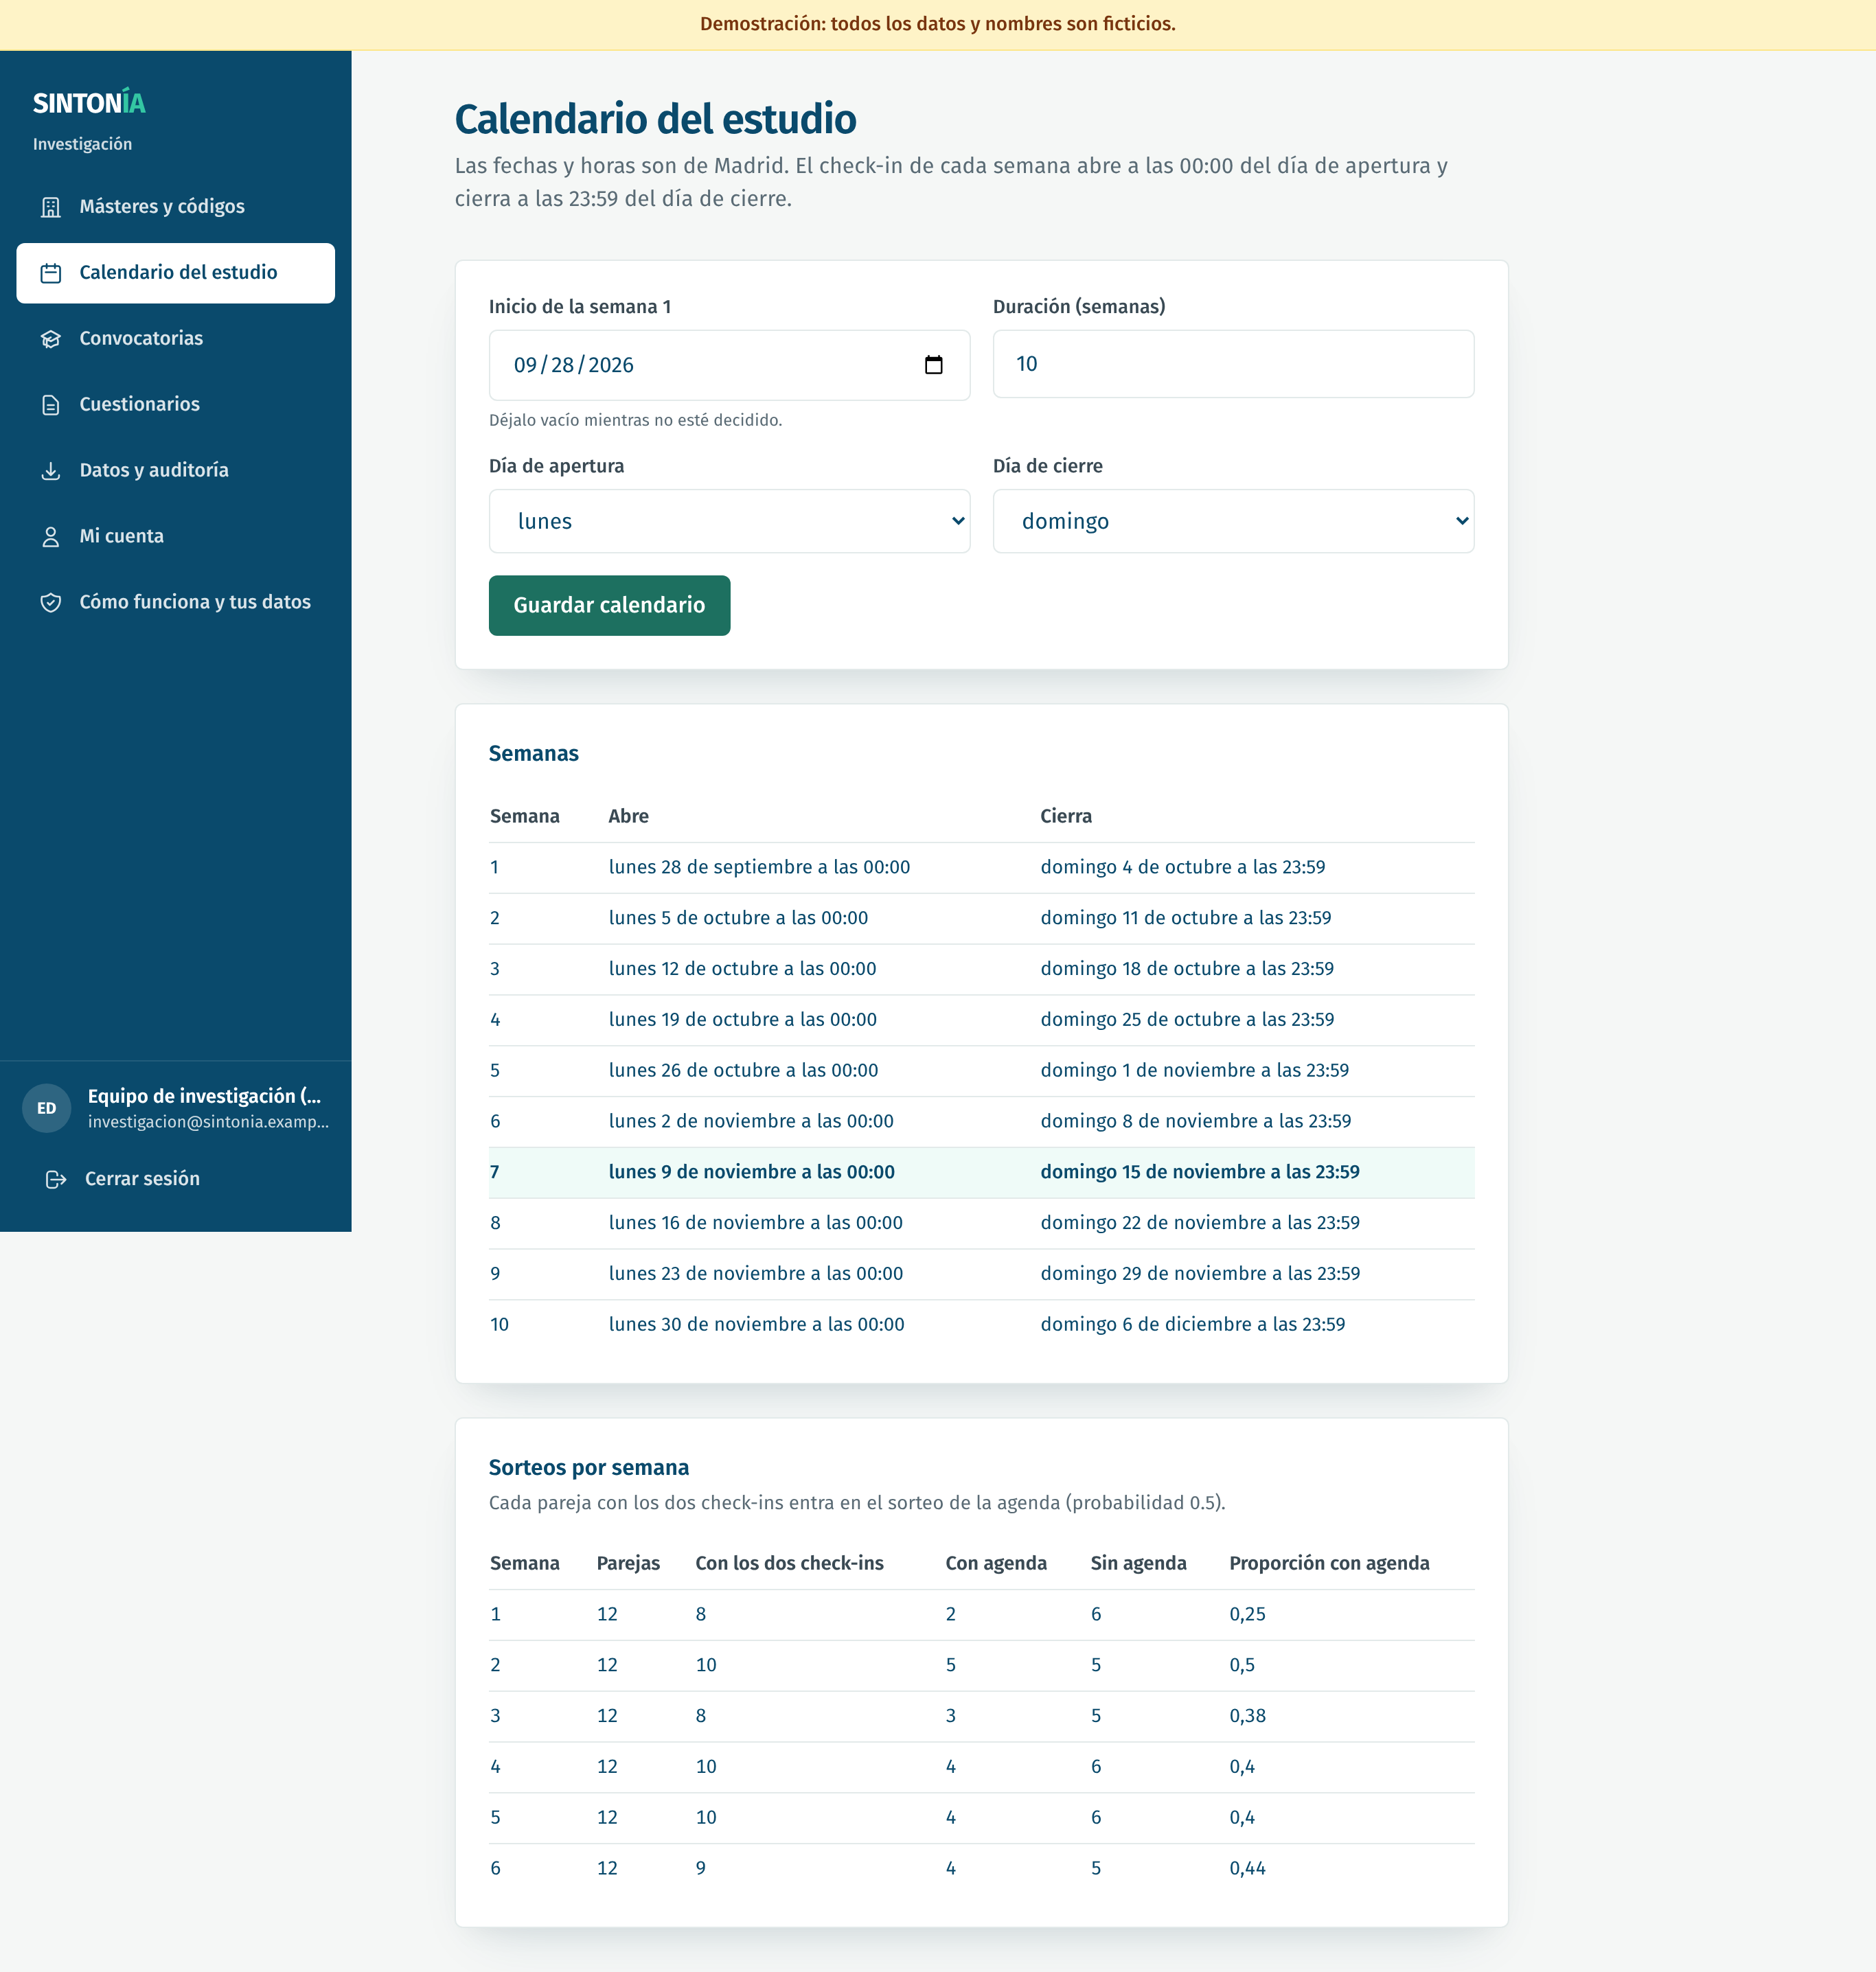 Demostración: todos los datos y nombres son ficticios.
SINTONÍA
Investigación
Másteres y códigos
Calendario del estudio
Convocatorias
Cuestionarios
Datos y auditoría
Mi cuenta
Cómo funciona y tus datos
ED
Equipo de investigación (...
investigacion@sintonia.examp...
Cerrar sesión
Calendario del estudio
Las fechas y horas son de Madrid. El check-in de cada semana abre a las 00:00 del día de apertura y
cierra a las 23:59 del día de cierre.
Inicio de la semana 1 Duración (semanas)
09/28/2026 10
Déjalo vacío mientras no esté decidido.
Día de apertura Día de cierre
lunes domingo
Guardar calendario
Semanas
Semana Abre Cierra
1 lunes 28 de septiembre a las 00:00 domingo 4 de octubre a las 23:59
2 lunes 5 de octubre a las 00:00 domingo 11 de octubre a las 23:59
3 lunes 12 de octubre a las 00:00 domingo 18 de octubre a las 23:59
4 lunes 19 de octubre a las 00:00 domingo 25 de octubre a las 23:59
5 lunes 26 de octubre a las 00:00 domingo 1 de noviembre a las 23:59
6 lunes 2 de noviembre a las 00:00 domingo 8 de noviembre a las 23:59
7 lunes 9 de noviembre a las 00:00 domingo 15 de noviembre a las 23:59
8 lunes 16 de noviembre a las 00:00 domingo 22 de noviembre a las 23:59
9 lunes 23 de noviembre a las 00:00 domingo 29 de noviembre a las 23:59
10 lunes 30 de noviembre a las 00:00 domingo 6 de diciembre a las 23:59
Sorteos por semana
Cada pareja con los dos check-ins entra en el sorteo de la agenda (probabilidad 0.5).
Semana Parejas Con los dos check-ins Con agenda Sin agenda Proporción con agenda
1 12 8 2 6 0,25
2 12 10 5 5 0,5
3 12 8 3 5 0,38
4 12 10 4 6 0,4
5 12 10 4 6 0,4
6 12 9 4 5 0,44